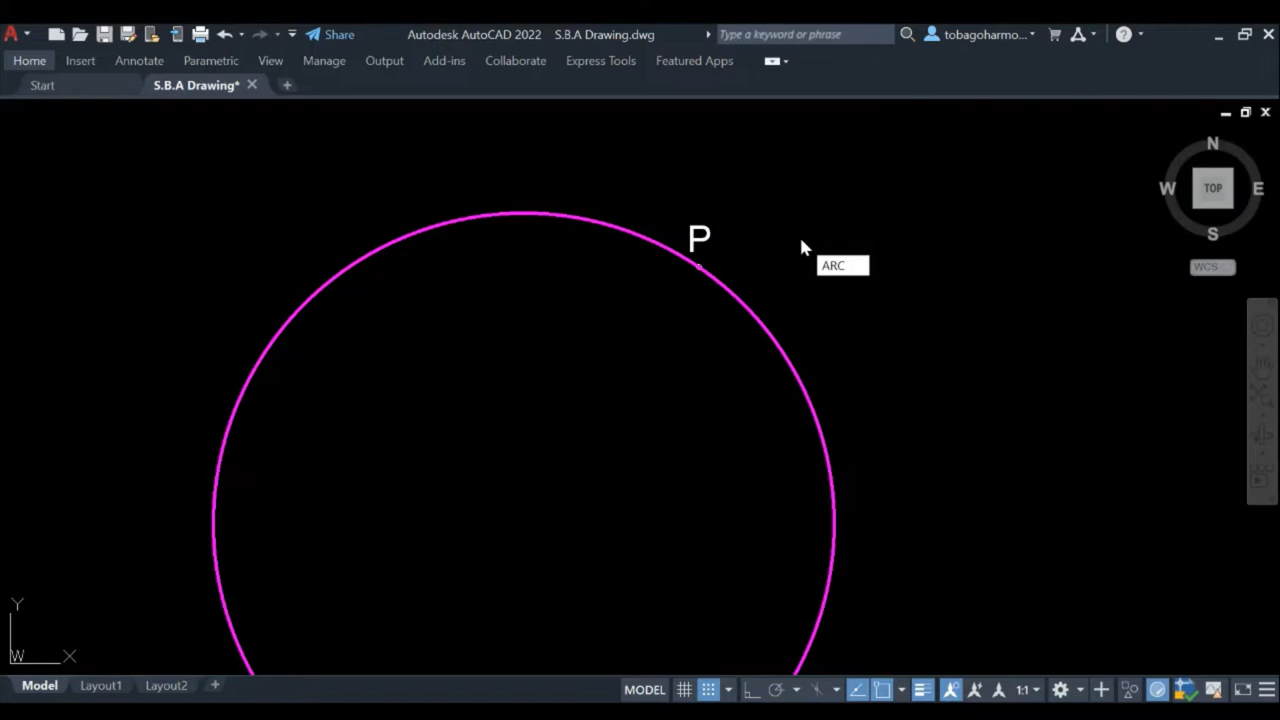 A Share Autodesk AutoCAD 2022 S.B.A Drawing.dwg Type a keyword or phrase tobagoharmo...
Home Insert Annotate Parametric View Manage Output Add-ins Collaborate Express Tools Featured Apps
Start S.B.A Drawing*
N
W TOP E
S
P
ARC
WCS
Y
W X
Model Layout1 Layout2 MODEL 1:1